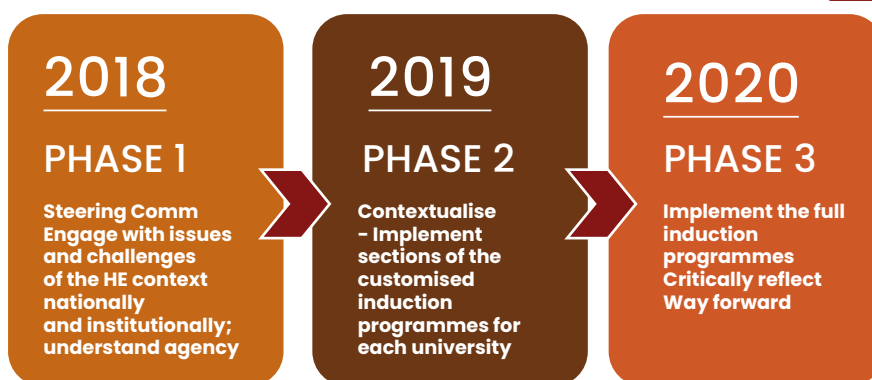 2018
PHASE 1
Steering Comm
Engage with issues
and challenges
of the HE context
nationally
and institutionally;
understand agency
2019
PHASE 2
Contextualise
- Implement
sections of the
customised
induction
programmes for
each university
2020
PHASE 3
Implement the full
induction
programmes
Critically reflect
Way forward